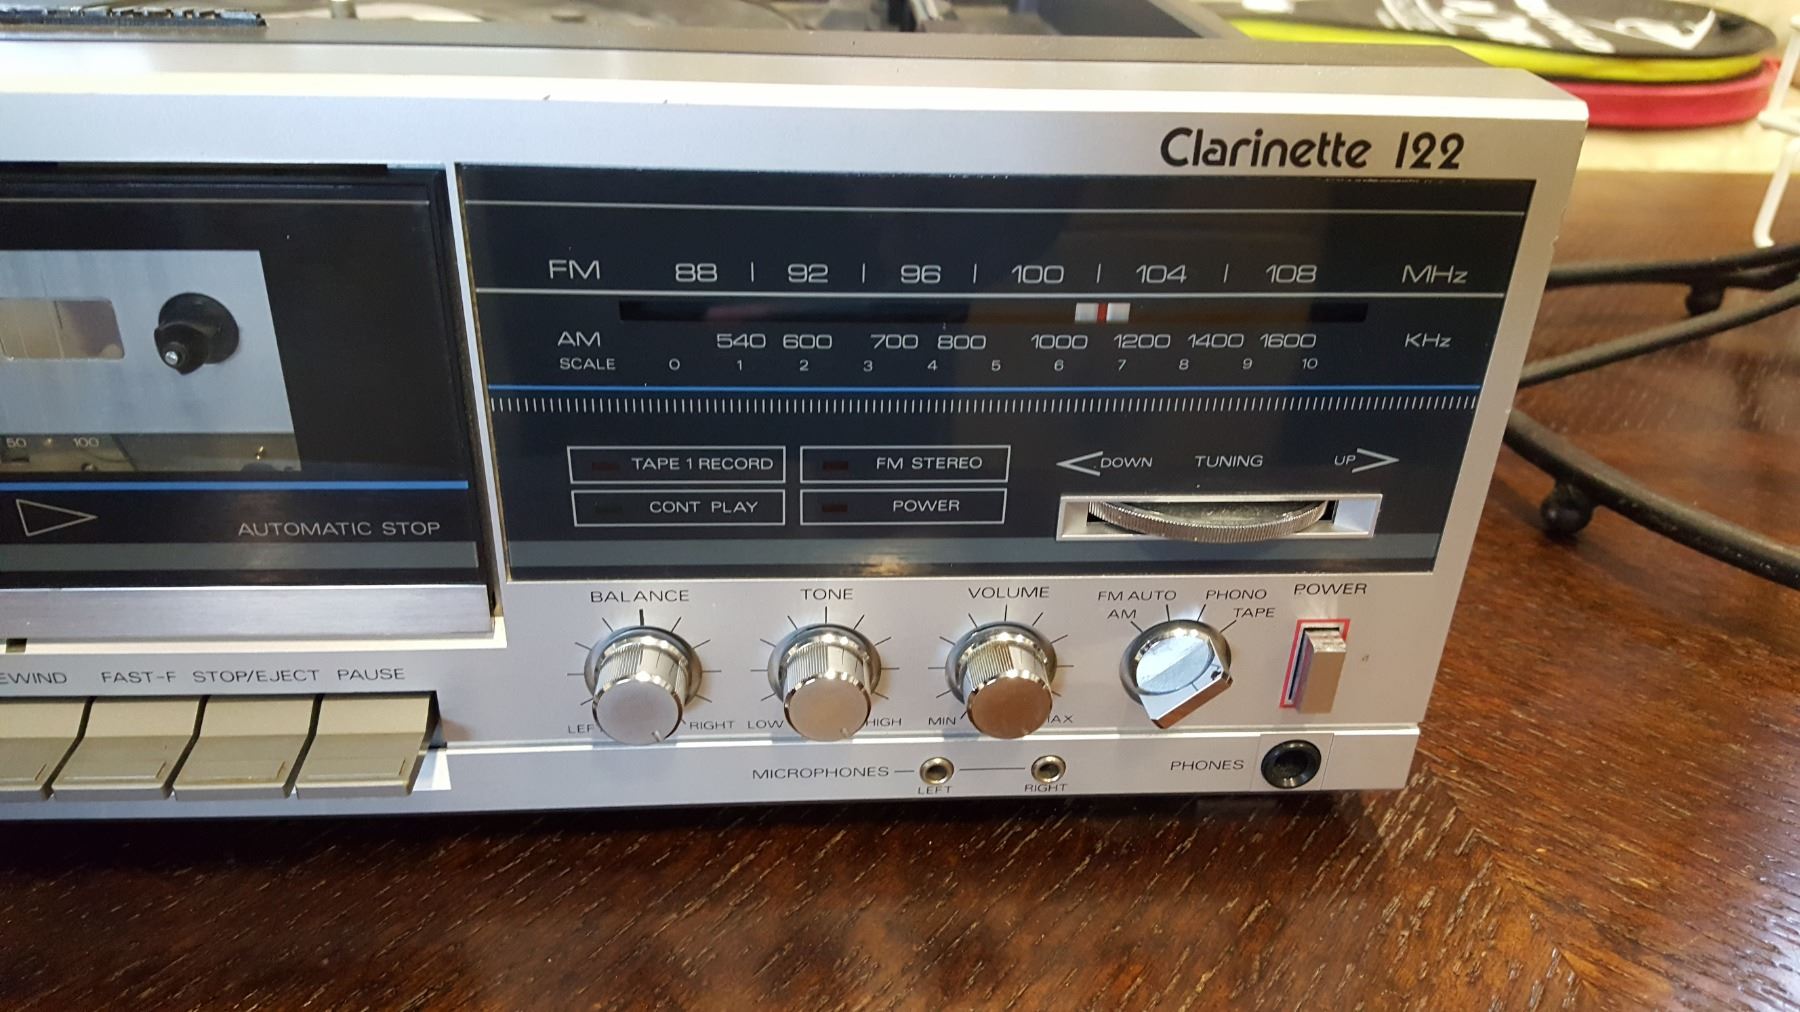 Clarinette 122
FM 88 | 92 | 96 | 100 | 104 | 108 MHz
AM 540 600 700 800 1000 1200 1400 1600 KHz
SCALE 0 1 2 3 4 5 6 7 8 9 10
50 100
TAPE 1 RECORD FM STEREO
CONT PLAY POWER
DOWN TUNING UP
AUTOMATIC STOP
BALANCE TONE VOLUME FM AUTO PHONO POWER
AM TAPE
EWIND FAST-F STOP/EJECT PAUSE
LEFT RIGHT LOW HIGH MIN MAX
MICROPHONES PHONES
LEFT RIGHT